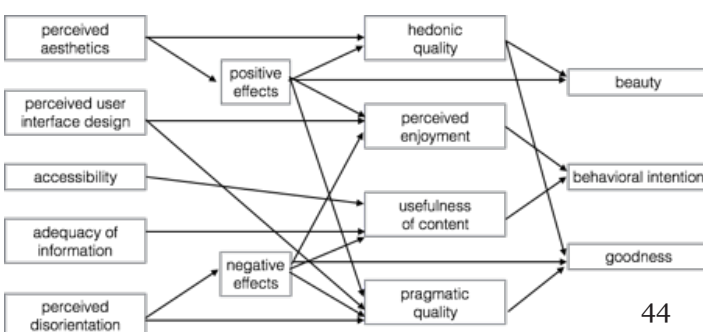 perceived
aesthetics
positive
effects
hedonic
quality
beauty
perceived user
interface design
perceived
enjoyment
accessibility
behavioral intention
usefulness
of content
adequacy of
information
negative
effects
goodness
perceived
disorientation
pragmatic
quality
44